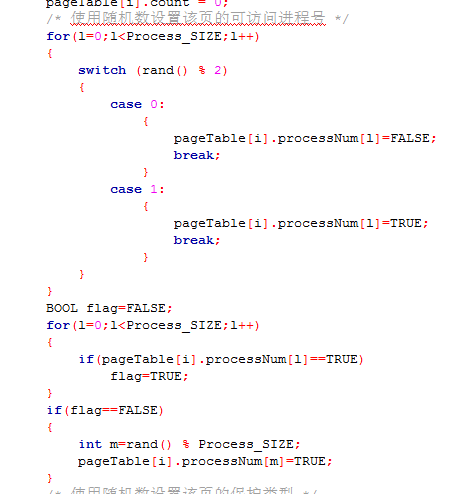 pageTable[i].count = 0;
/* 使用随机数设置该页的可访问进程号 */
for(l=0;l<Process_SIZE;l++)
{
switch (rand() % 2)
{
case 0:
{
pageTable[i].processNum[l]=FALSE;
break;
}
case 1:
{
pageTable[i].processNum[l]=TRUE;
break;
}
}
}
BOOL flag=FALSE;
for(l=0;l<Process_SIZE;l++)
{
if(pageTable[i].processNum[l]==TRUE)
flag=TRUE;
}
if(flag==FALSE)
{
int m=rand() % Process_SIZE;
pageTable[i].processNum[m]=TRUE;
}
/* 使用随机数设置该页的保护类型 */